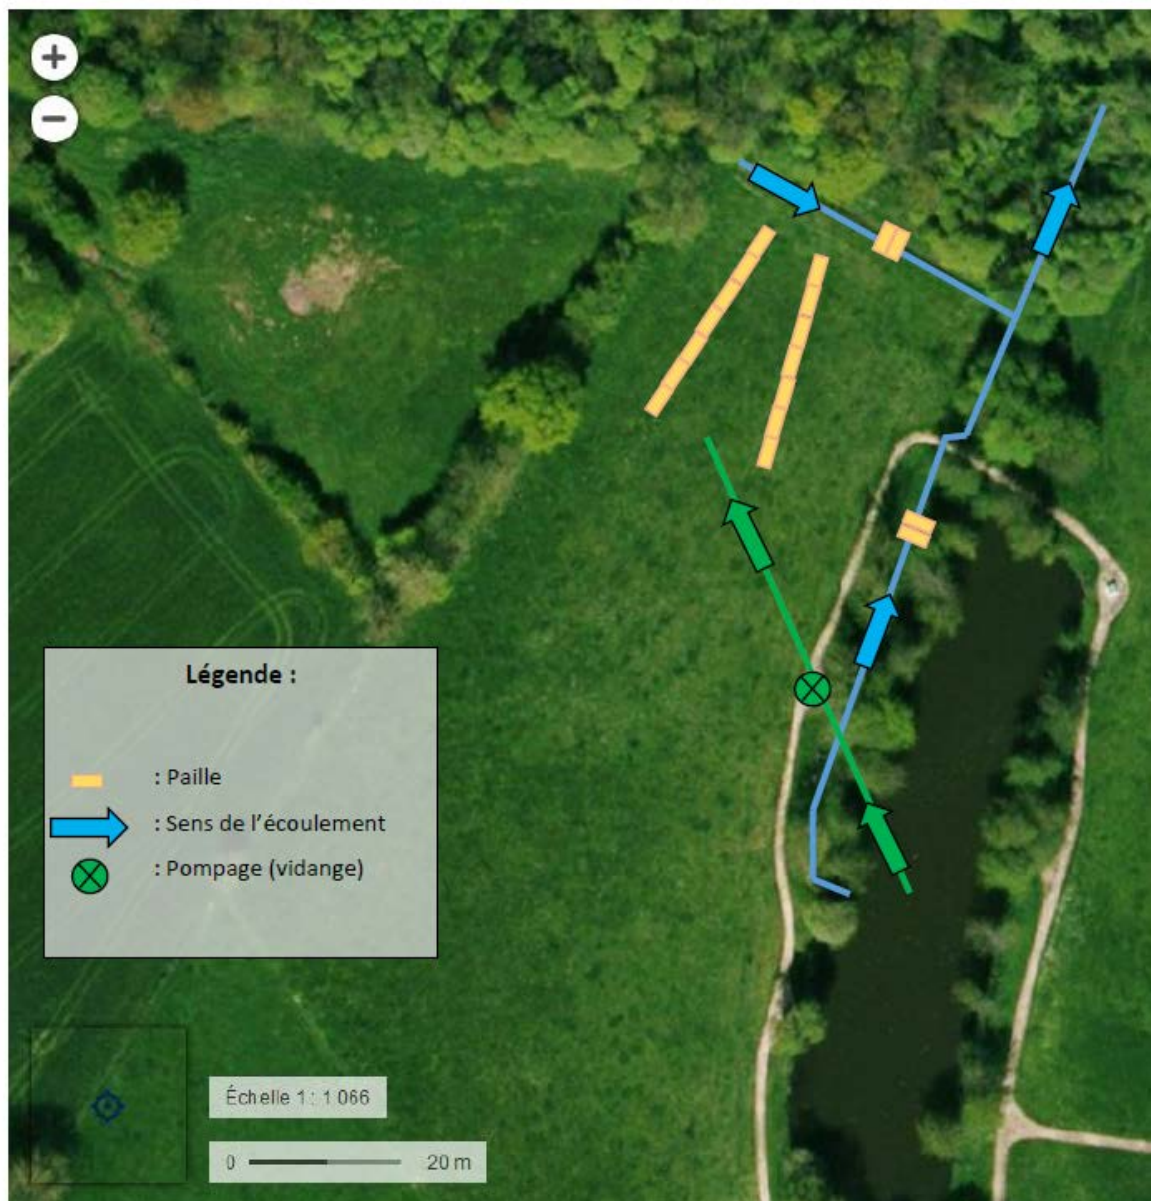 Légende :
: Paille
: Sens de l'écoulement
: Pompage (vidange)
Échelle 1 : 1 066
0 20 m